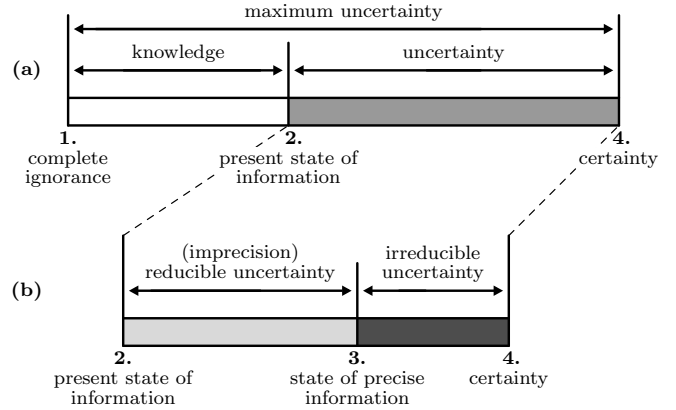 maximum uncertainty
knowledge
uncertainty
(a)
1.
2.
4.
complete
ignorance
present state of
information
certainty
(imprecision)
reducible uncertainty
irreducible
uncertainty
(b)
2.
3.
4.
present state of
information
state of precise
information
certainty